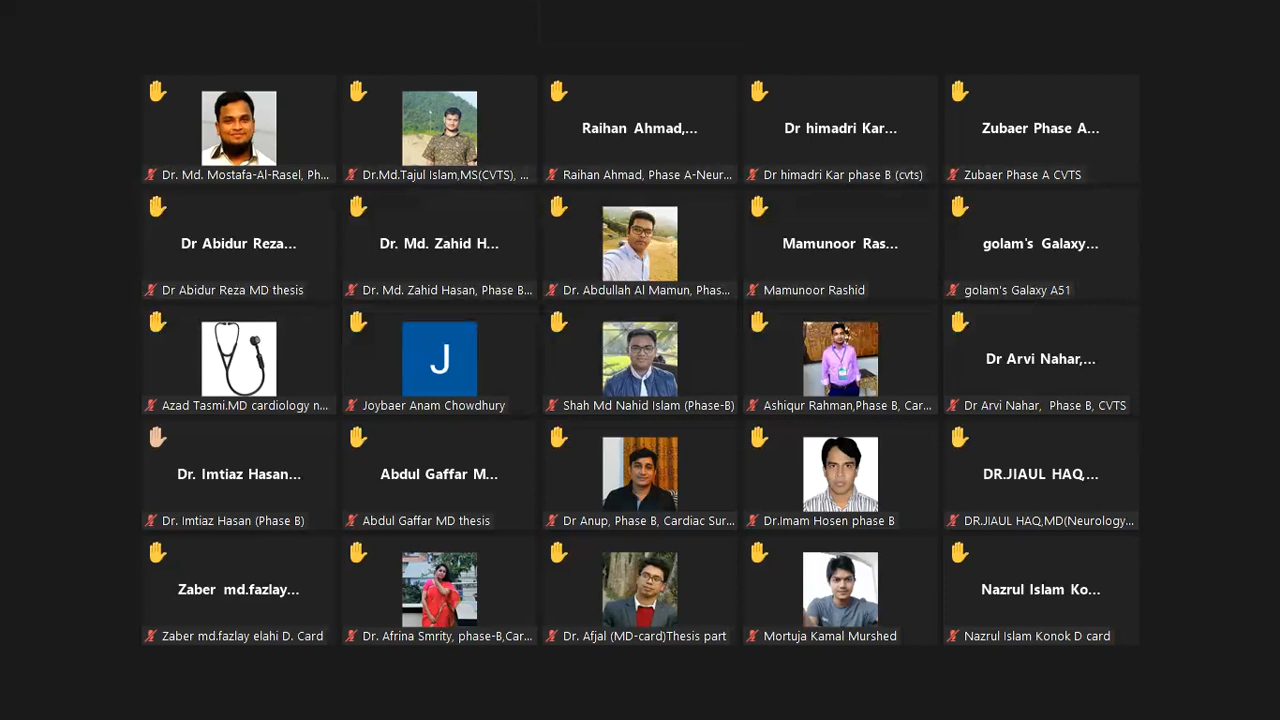 Dr. Md. Mostafa-Al-Rasel, Ph...
Dr.Md.Tajul Islam,MS(CVTS), ...
Raihan Ahmad,...
Raihan Ahmad, Phase A-Neur...
Dr himadri Kar...
Dr himadri Kar phase B (cvts)
Zubaer Phase A...
Zubaer Phase A CVTS
Dr Abidur Reza...
Dr Abidur Reza MD thesis
Dr. Md. Zahid H...
Dr. Md. Zahid Hasan, Phase B...
Dr. Abdullah Al Mamun, Phas...
Mamunoor Ras...
Mamunoor Rashid
golam's Galaxy...
golam's Galaxy A51
Azad Tasmi.MD cardiology n...
J
Joybaer Anam Chowdhury
Shah Md Nahid Islam (Phase-B)
Ashiqur Rahman,Phase B, Car...
Dr Arvi Nahar,...
Dr Arvi Nahar, Phase B, CVTS
Dr. Imtiaz Hasan...
Dr. Imtiaz Hasan (Phase B)
Abdul Gaffar M...
Abdul Gaffar MD thesis
Dr Anup, Phase B, Cardiac Sur...
Dr.Imam Hosen phase B
DR.JIAUL HAQ,...
DR.JIAUL HAQ,MD(Neurology...
Zaber md.fazlay...
Zaber md.fazlay elahi D. Card
Dr. Afrina Smrity, phase-B,Car...
Dr. Afjal (MD-card)Thesis part
Mortuja Kamal Murshed
Nazrul Islam Ko...
Nazrul Islam Konok D card